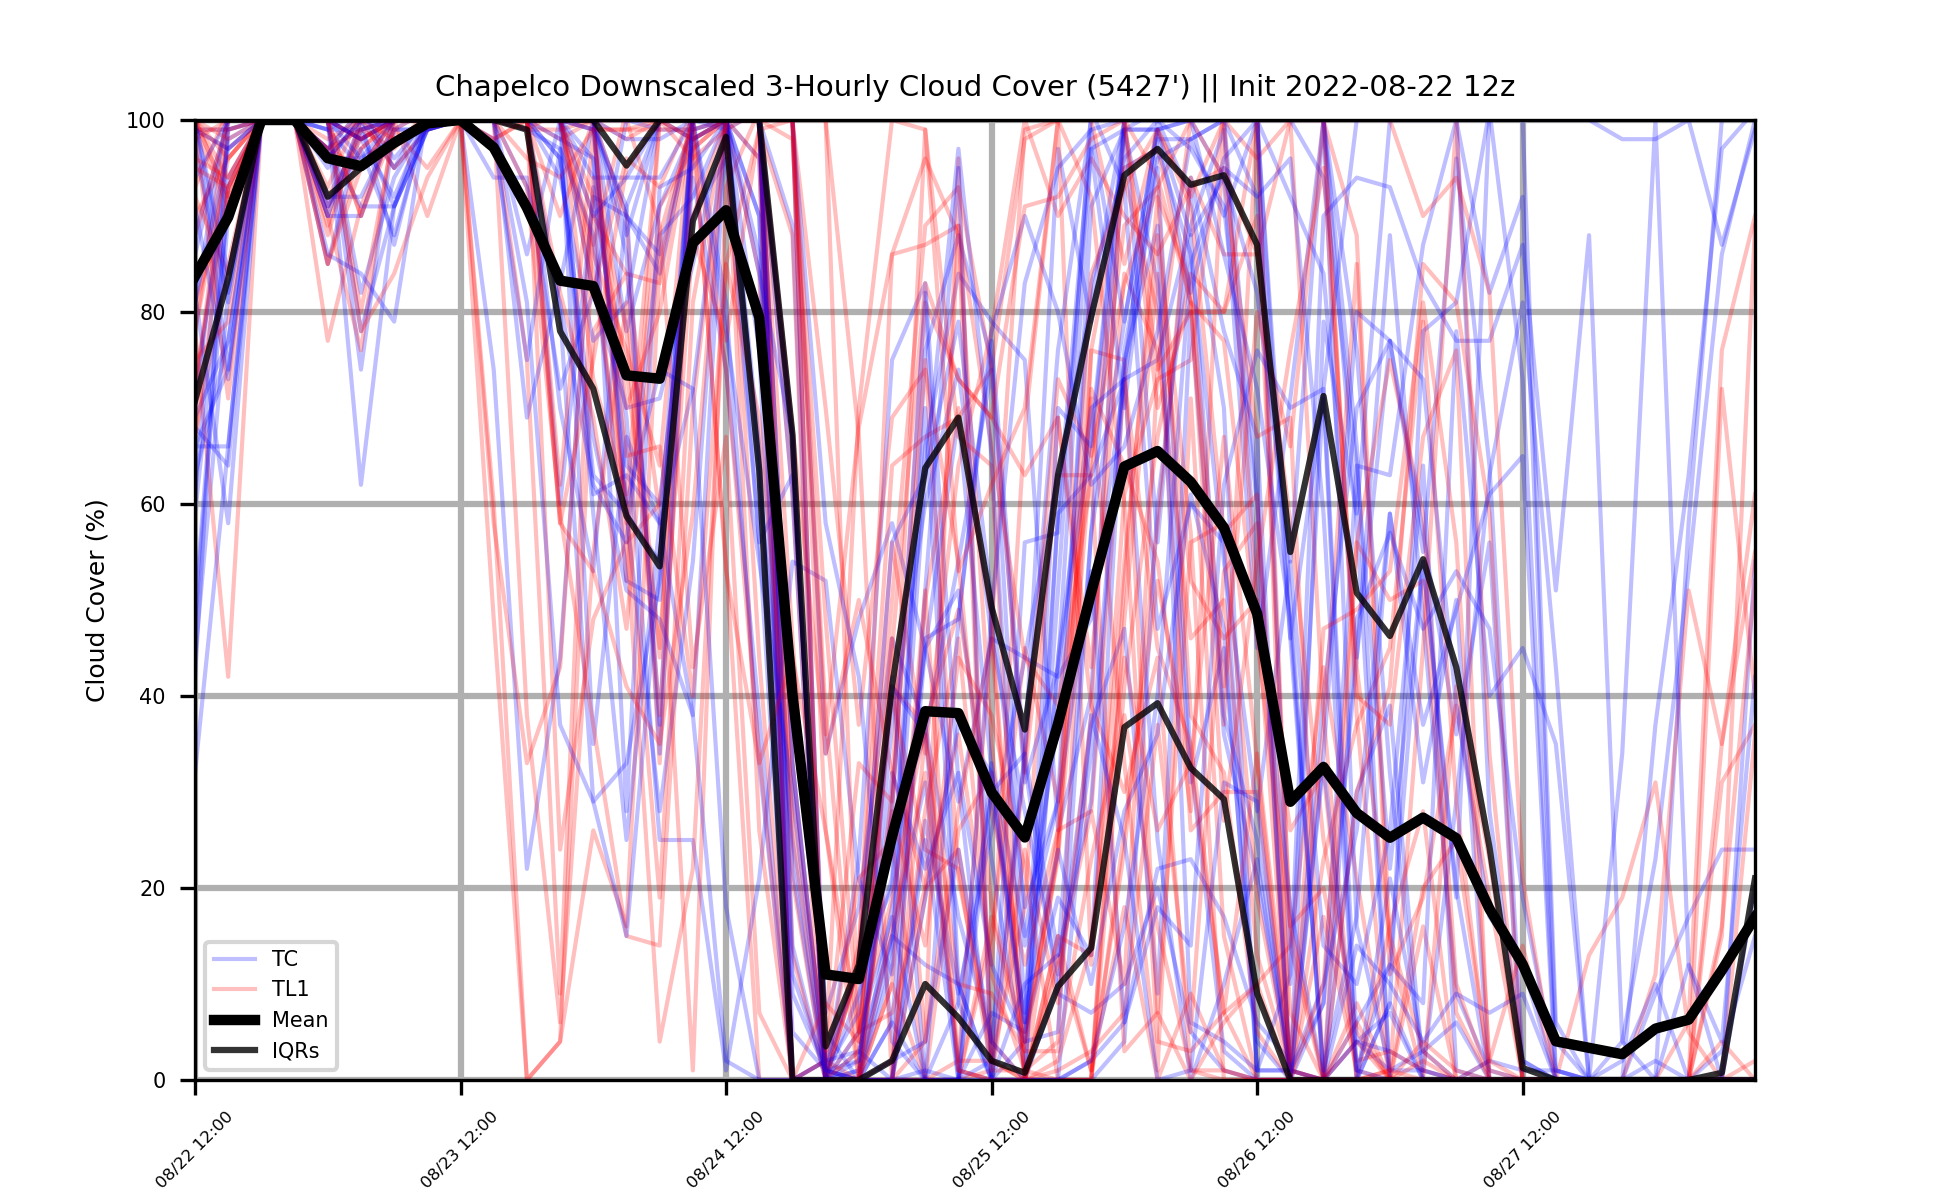 Chapelco Downscaled 3-Hourly Cloud Cover (5427') || Init 2022-08-22 12z
100
80
60
40
20
0
Cloud Cover (%)
TC
TL1
Mean
IQRs
08/22 12:00
08/23 12:00
08/24 12:00
08/25 12:00
08/26 12:00
08/27 12:00